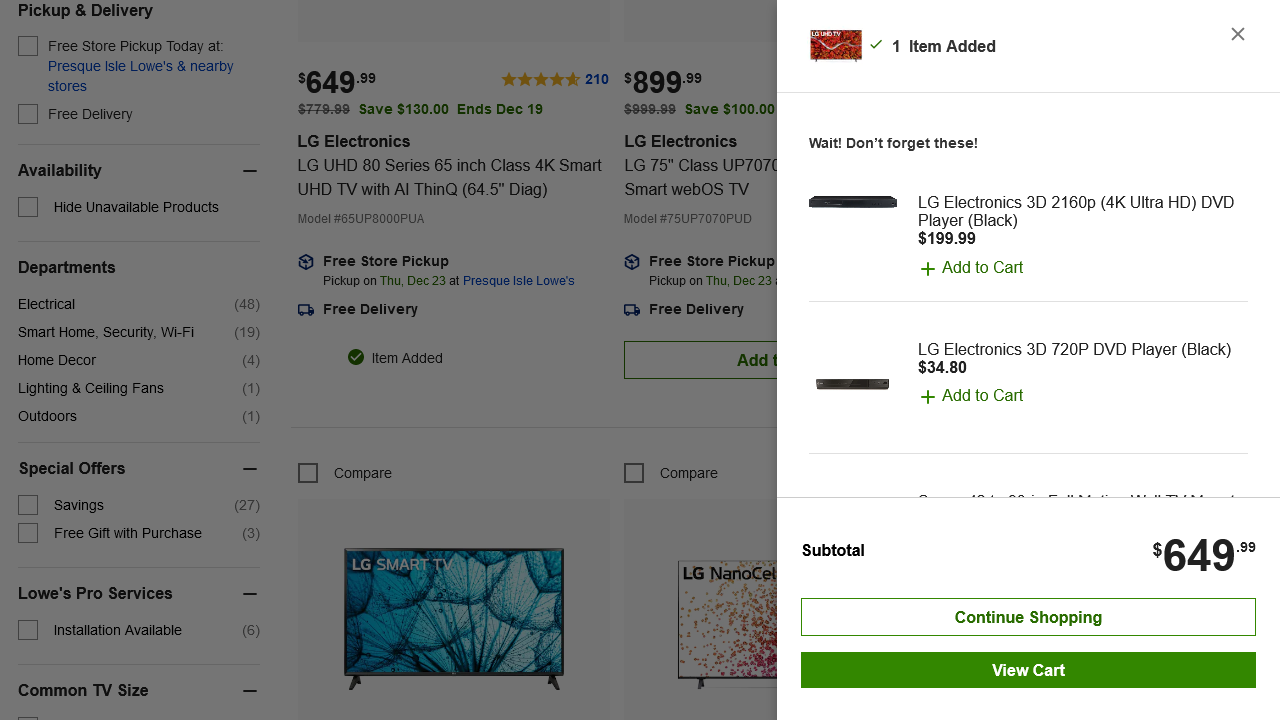 Pickup & Delivery
Free Store Pickup Today at:
Presque Isle Lowe's & nearby
stores
Free Delivery
Availability
Hide Unavailable Products
Departments
Electrical (48)
Smart Home, Security, Wi-Fi (19)
Home Decor (4)
Lighting & Ceiling Fans (1)
Outdoors (1)
Special Offers
Savings (27)
Free Gift with Purchase (3)
Lowe's Pro Services
Installation Available (6)
Common TV Size
$649.99
210
$779.99 Save $130.00 Ends Dec 19
LG Electronics
LG UHD 80 Series 65 inch Class 4K Smart
UHD TV with AI ThinQ (64.5" Diag)
Model #65UP8000PUA
Free Store Pickup
Pickup on Thu, Dec 23 at Presque Isle Lowe's
Free Delivery
Item Added
Compare
LG SMART TV
$899.99
$999.99 Save $100.00
LG Electronics
LG 75" Class UP7070
Smart webOS TV
Model #75UP7070PUD
Free Store Pickup
Pickup on Thu, Dec 23
Free Delivery
Add t
Compare
LG NanoCel
LG UHD TV
1 Item Added
Wait! Don’t forget these!
LG Electronics 3D 2160p (4K Ultra HD) DVD
Player (Black)
$199.99
Add to Cart
LG Electronics 3D 720P DVD Player (Black)
$34.80
Add to Cart
Subtotal $649.99
Continue Shopping
View Cart